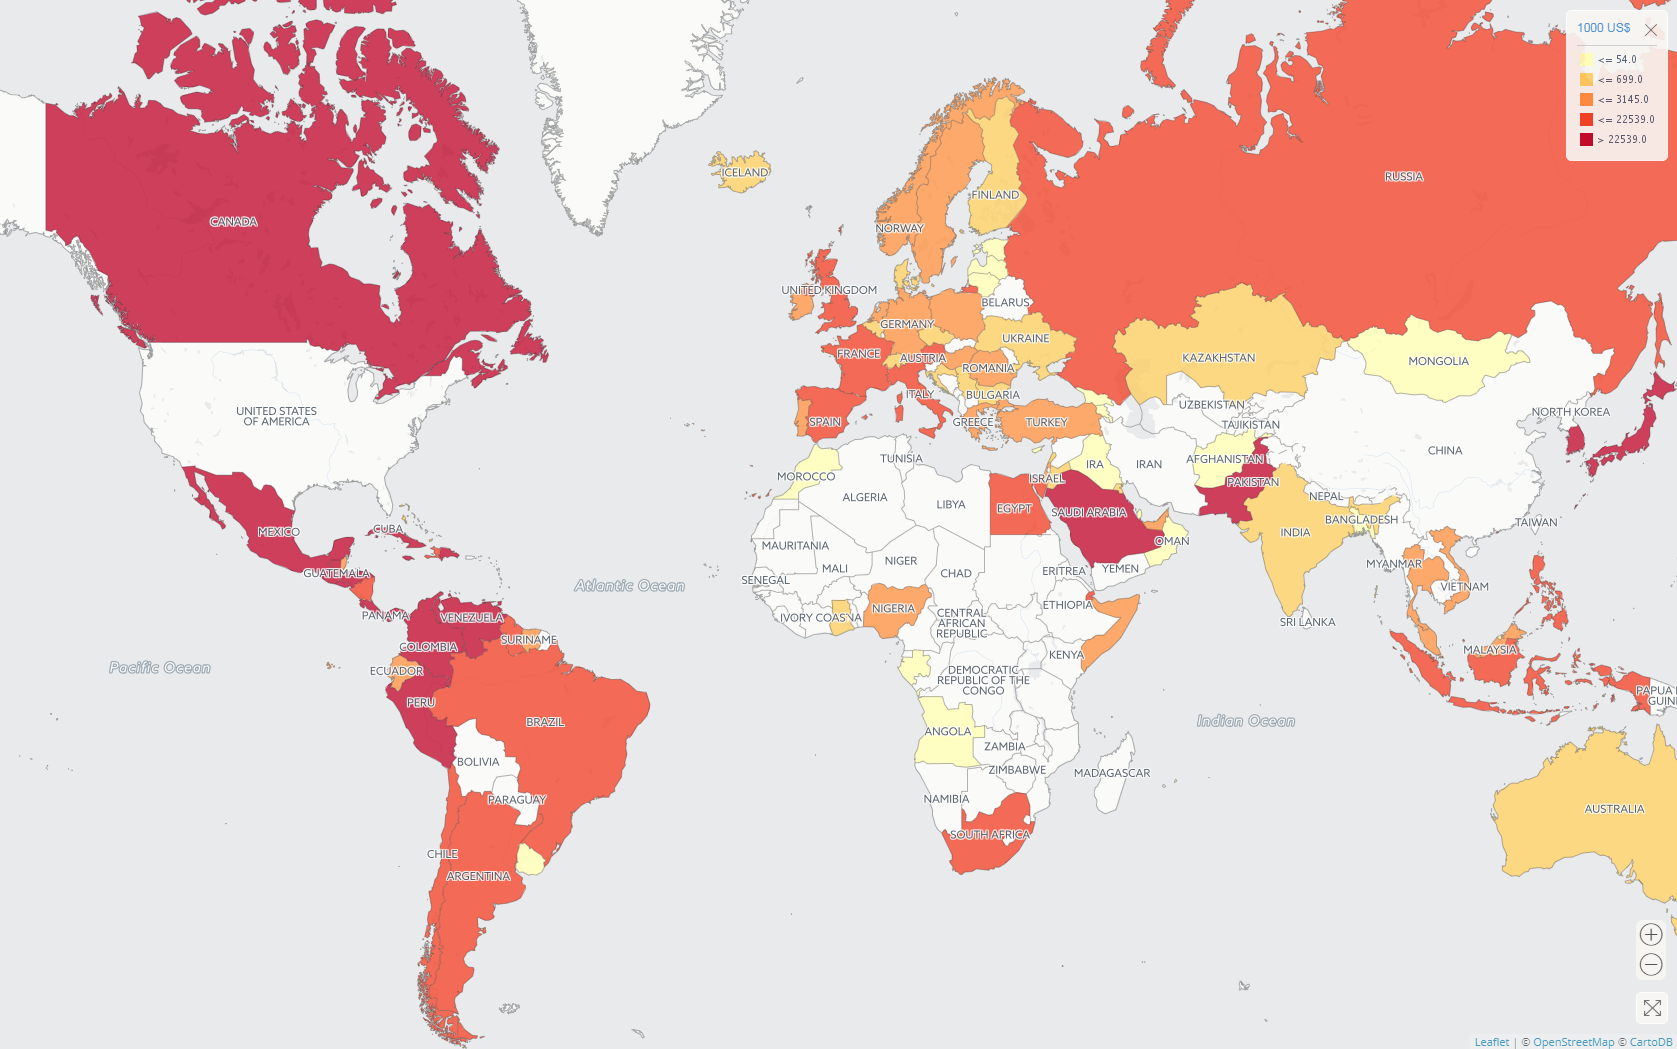 1000 US$
<= 54.0
<= 699.0
<= 3145.0
<= 22539.0
> 22539.0
RUSSIA
ICELAND
FINLAND
CANADA
NORWAY
UNITED KINGDOM
BELARUS
GERMANY
UKRAINE
FRANCE
AUSTRIA
KAZAKHSTAN
MONGOLIA
ROMANIA
ITALY
BULGARIA
UZBEKISTAN
UNITED STATES
OF AMERICA
NORTH KOREA
SPAIN
GREECE
TURKEY
TAJIKISTAN
CHINA
TUNISIA
AFGHANISTAN
IRA
IRAN
MOROCCO
ISRAEL
PAKISTAN
ALGERIA
LIBYA
EGYPT
SAUDI ARABIA
NEPAL
BANGLADESH
TAIWAN
MEXICO
CUBA
INDIA
OMAN
MAURITANIA
NIGER
MYANMAR
GUATEMALA
MALI
CHAD
ERITREA
YEMEN
SENEGAL
Atlantic Ocean
VIETNAM
PANAMA
VENEZUELA
IVORY COAS
NA
NIGERIA
CENTRAL
AFRICAN
REPUBLIC
ETHIOPIA
SRI LANKA
SURINAME
COLOMBIA
KENYA
MALAYSIA
Pacific Ocean
ECUADOR
DEMOCRATIC
REPUBLIC OF THE
CONGO
PAPUA
GUIN
PERU
BRAZIL
Indian Ocean
ANGOLA
ZAMBIA
BOLIVIA
ZIMBABWE
MADAGASCAR
PARAGUAY
NAMIBIA
AUSTRALIA
SOUTH AFRICA
CHILE
ARGENTINA
Leaflet | © OpenStreetMap © CartoDB